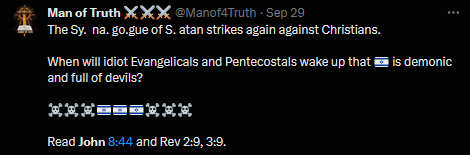 Man of Truth ⚔️⚔️⚔️ @Manof4Truth · Sep 29
The Sy. na. go.gue of S. atan strikes again against Christians.
When will idiot Evangelicals and Pentecostals wake up that 🇮🇱 is demonic
and full of devils?
☠️☠️☠️🇮🇱🇮🇱🇮🇱☠️☠️☠️
Read John 8:44 and Rev 2:9, 3:9.